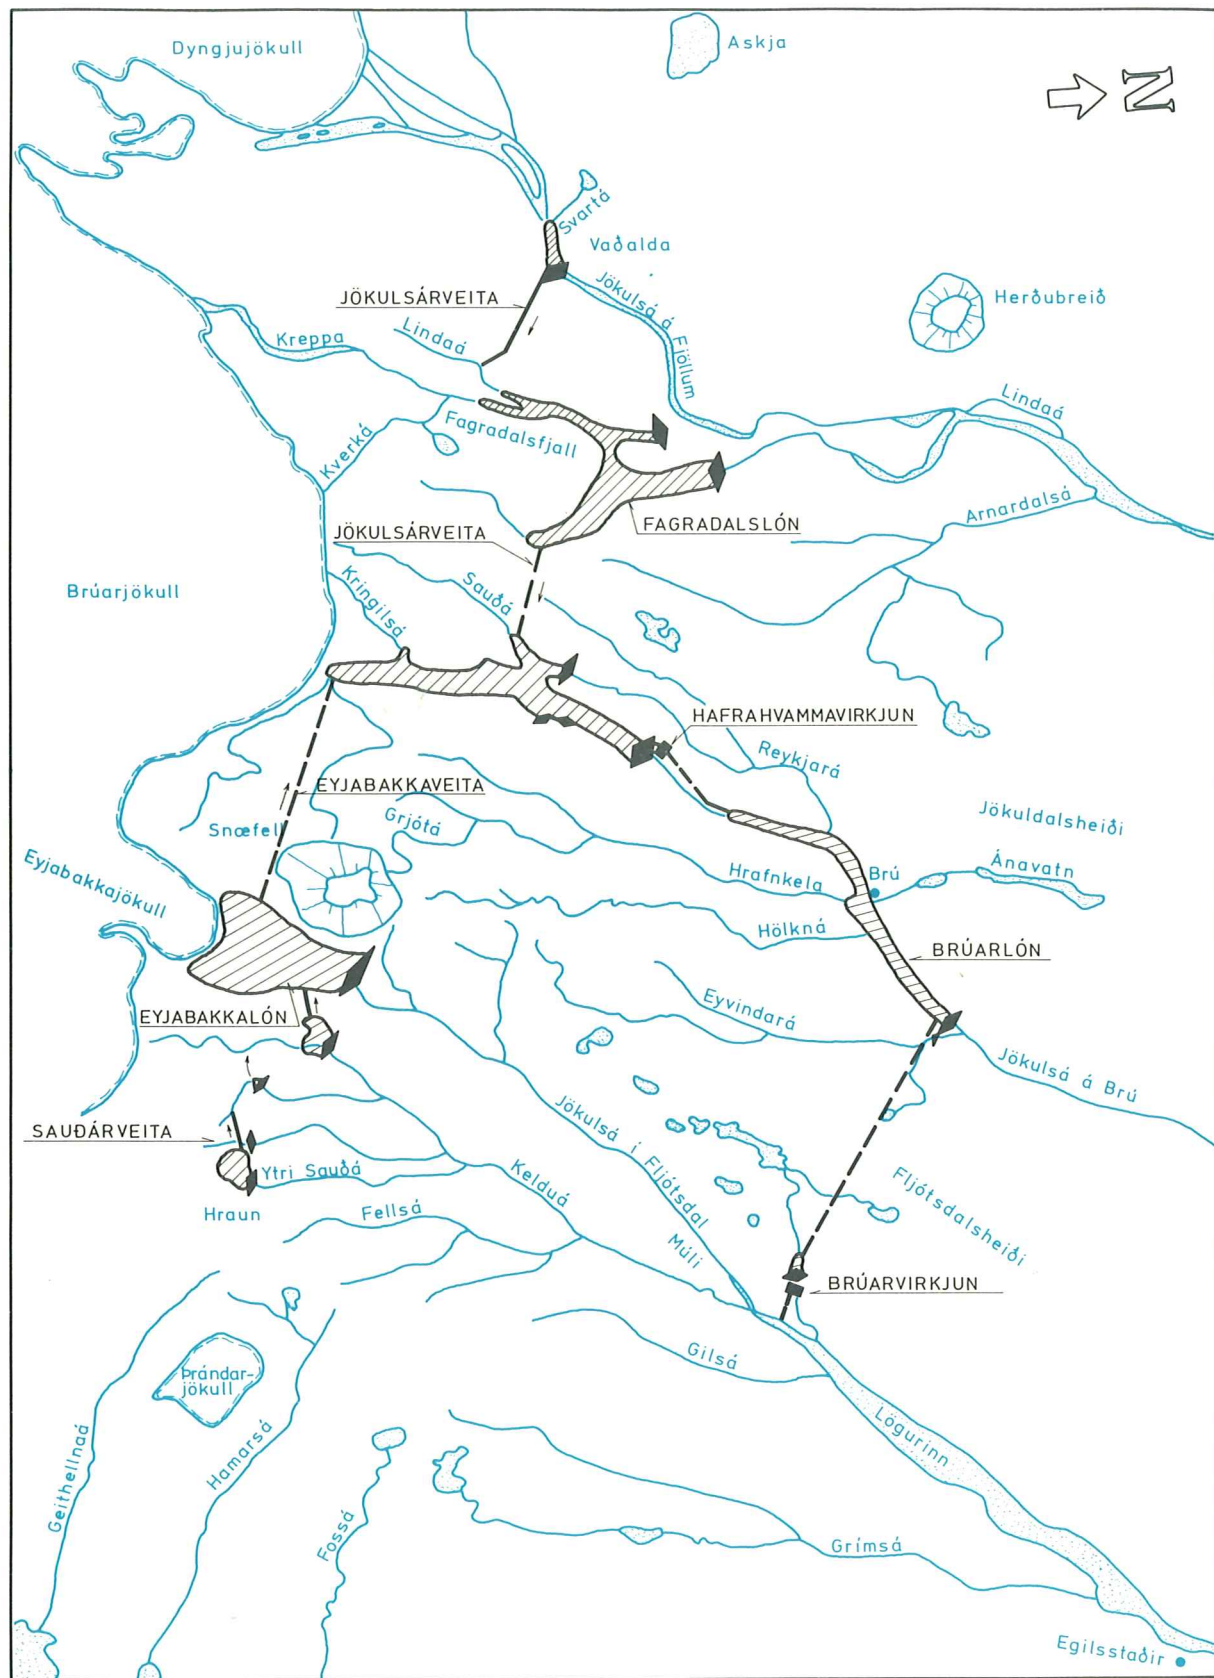 Dyngjujökull
Askja
N
Svartá
Vaðalda
JÖKULSÁRVEITA
Jökulsá á Fjöllum
Herðubreið
Lindaá
Kreppa
Lindaá
Fagradalsfjall
Kverká
Arnardalsá
FAGRADALSLÓN
JÖKULSÁRVEITA
Kringilsá
Sauðá
Brúarjökull
HAFRAHVAMMAVIRKJUN
Reykjará
EYJABAKKAVEITA
Snæfell
Grjótá
Jökuldalsheiði
Eyjabakkajökull
Hrafnkela
Brú
Ánavatn
Hölkná
BRÚARLÓN
Eyvindará
EYJABAKKALÓN
Jökulsá á Brú
Jökulsá í Fljótsdal
SAUÐÁRVEITA
Ytri Sauðá
Kelduá
Fljótsdalsheiði
Hraun
Fellsá
Múli
BRÚARVIRKJUN
Gilsá
Þrándar-
jökull
Lögurinn
Geithellnaá
Hamarsá
Fossá
Grímsá
Egilsstaðir